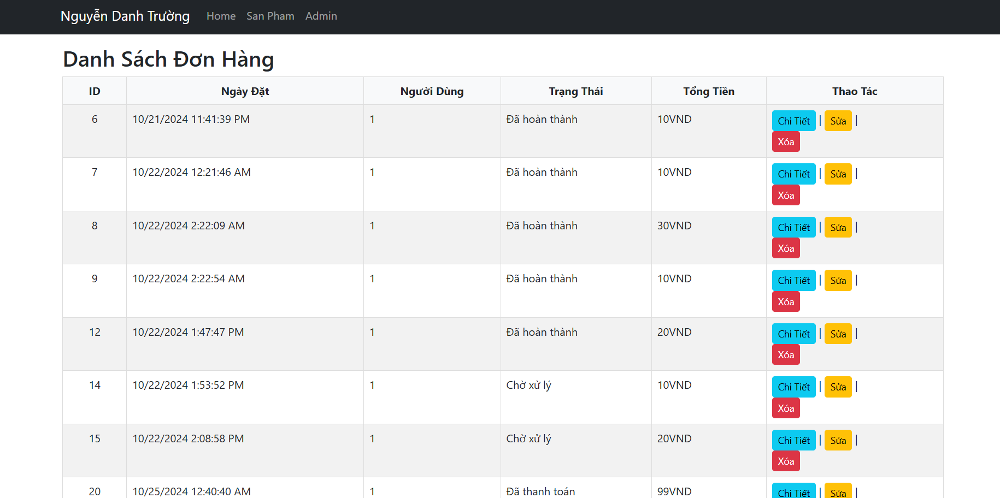 Nguyễn Danh Trường Home San Pham Admin
Danh Sách Đơn Hàng
ID Ngày Đặt Người Dùng Trạng Thái Tổng Tiền Thao Tác
6 10/21/2024 11:41:39 PM 1 Đã hoàn thành 10VND Chi Tiết | Sửa |
Xóa
7 10/22/2024 12:21:46 AM 1 Đã hoàn thành 10VND Chi Tiết | Sửa |
Xóa
8 10/22/2024 2:22:09 AM 1 Đã hoàn thành 30VND Chi Tiết | Sửa |
Xóa
9 10/22/2024 2:22:54 AM 1 Đã hoàn thành 10VND Chi Tiết | Sửa |
Xóa
12 10/22/2024 1:47:47 PM 1 Đã hoàn thành 20VND Chi Tiết | Sửa |
Xóa
14 10/22/2024 1:53:52 PM 1 Chờ xử lý 10VND Chi Tiết | Sửa |
Xóa
15 10/22/2024 2:08:58 PM 1 Chờ xử lý 20VND Chi Tiết | Sửa |
Xóa
20 10/25/2024 12:40:40 AM 1 Đã thanh toán 99VND Chi Tiết | Sửa |